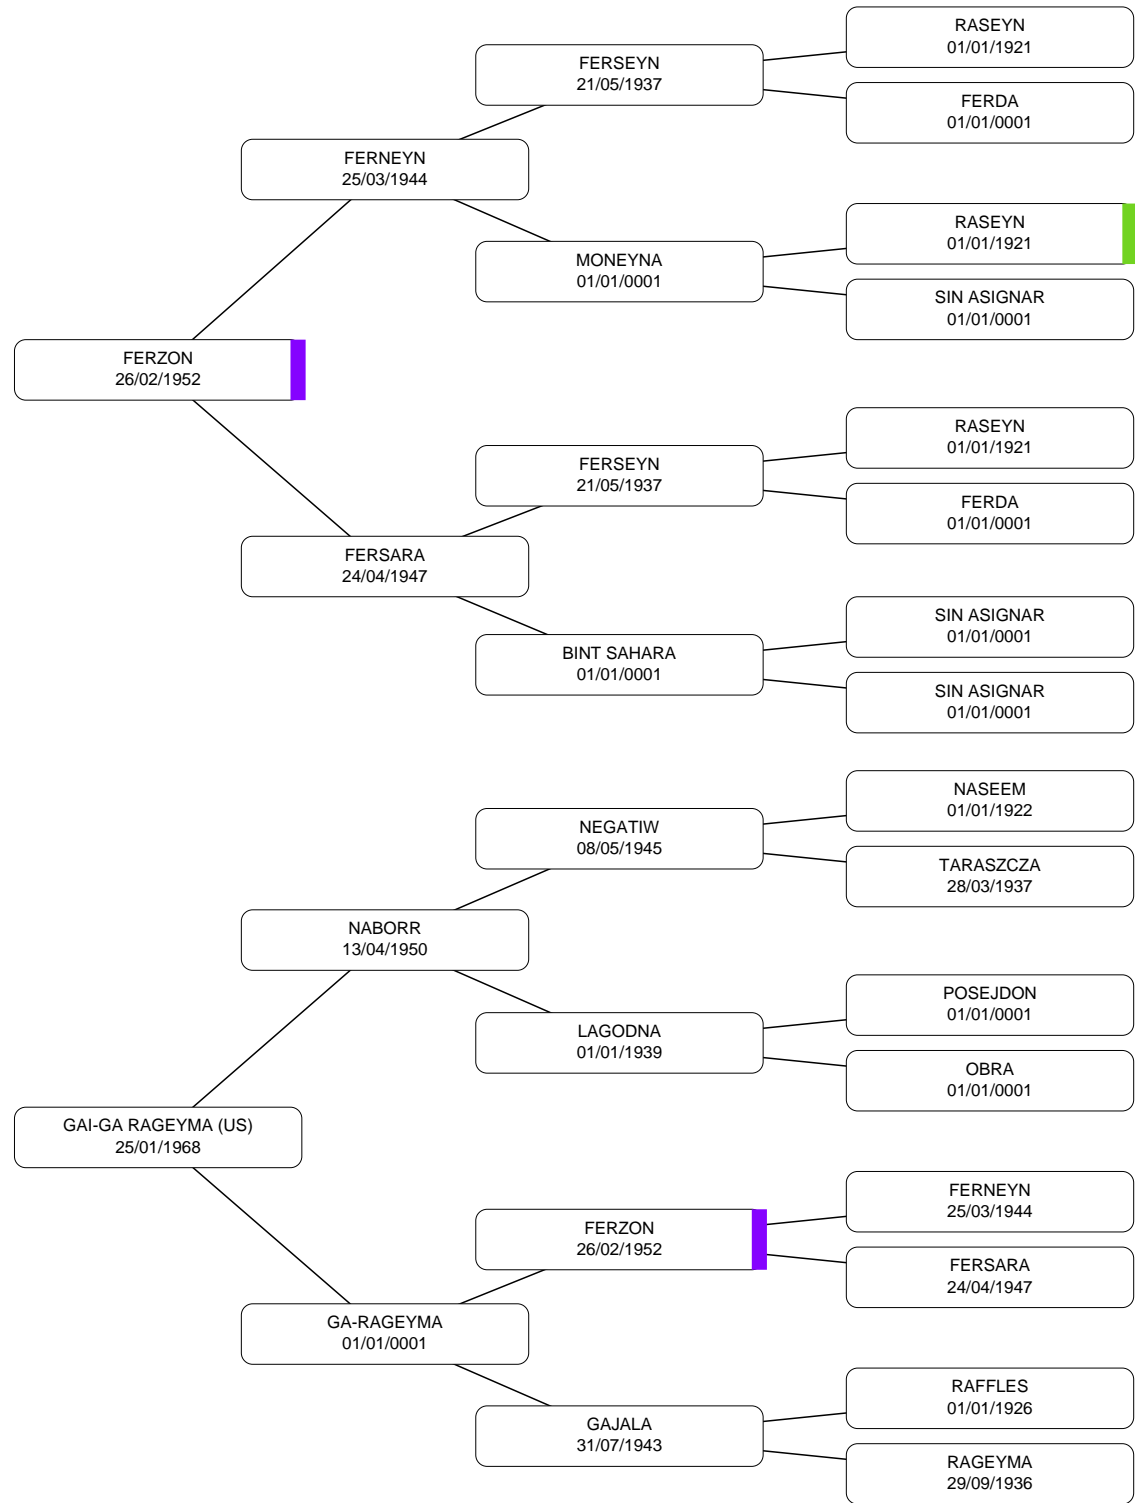 RASEYN
01/01/1921
FERSEYN
21/05/1937
FERDA
01/01/0001
FERNEYN
25/03/1944
RASEYN
01/01/1921
MONEYNA
01/01/0001
SIN ASIGNAR
01/01/0001
FERZON
26/02/1952
RASEYN
01/01/1921
FERSEYN
21/05/1937
FERDA
01/01/0001
FERSARA
24/04/1947
SIN ASIGNAR
01/01/0001
BINT SAHARA
01/01/0001
SIN ASIGNAR
01/01/0001
NASEEM
01/01/1922
NEGATIW
08/05/1945
TARASZCZA
28/03/1937
NABORR
13/04/1950
POSEJDON
01/01/0001
LAGODNA
01/01/1939
OBRA
01/01/0001
GAI-GA RAGEYMA (US)
25/01/1968
FERNEYN
25/03/1944
FERZON
26/02/1952
FERSARA
24/04/1947
GA-RAGEYMA
01/01/0001
RAFFLES
01/01/1926
GAJALA
31/07/1943
RAGEYMA
29/09/1936